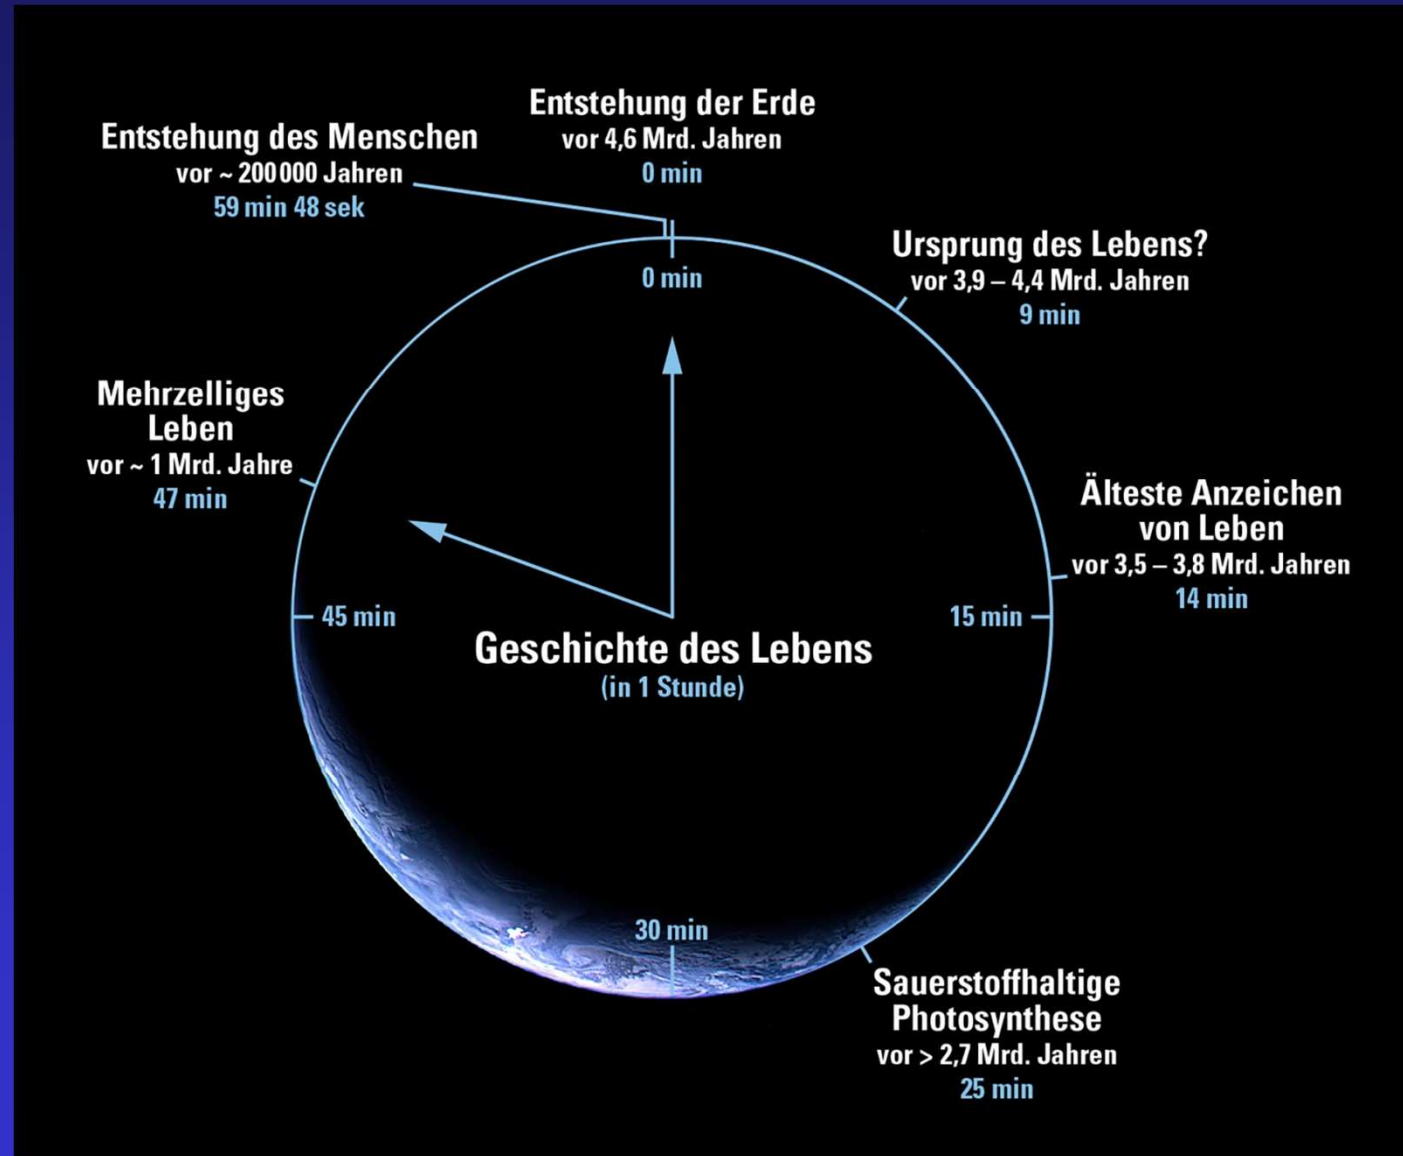 Entstehung der Erde
vor 4,6 Mrd. Jahren
0 min
Entstehung des Menschen
vor ~ 200 000 Jahren
59 min 48 sek
0 min
Ursprung des Lebens?
vor 3,9 – 4,4 Mrd. Jahren
9 min
Mehrzelliges
Leben
vor ~ 1 Mrd. Jahre
47 min
Älteste Anzeichen
von Leben
vor 3,5 – 3,8 Mrd. Jahren
14 min
45 min
15 min
Geschichte des Lebens
(in 1 Stunde)
30 min
Sauerstoffhaltige
Photosynthese
vor > 2,7 Mrd. Jahren
25 min